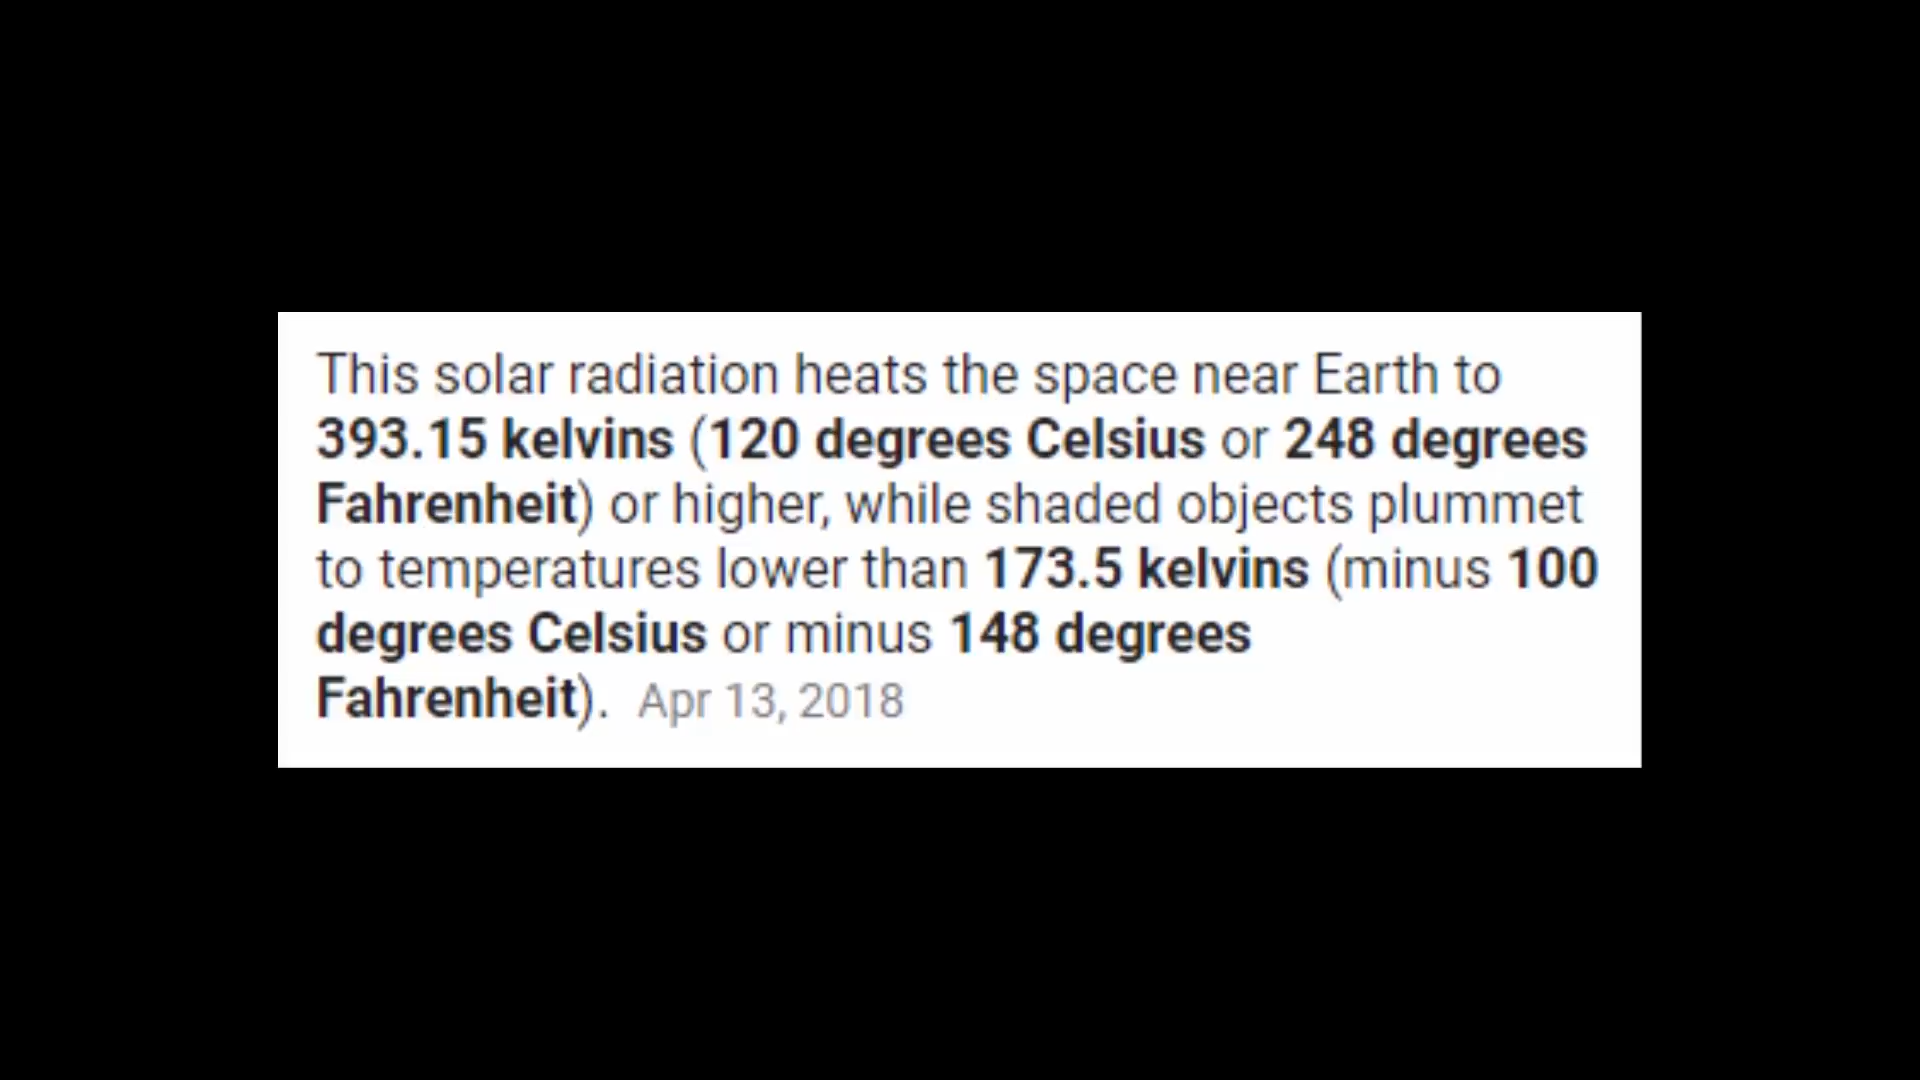 This solar radiation heats the space near Earth to
393.15 kelvins (120 degrees Celsius or 248 degrees
Fahrenheit) or higher, while shaded objects plummet
to temperatures lower than 173.5 kelvins (minus 100
degrees Celsius or minus 148 degrees
Fahrenheit). Apr 13, 2018